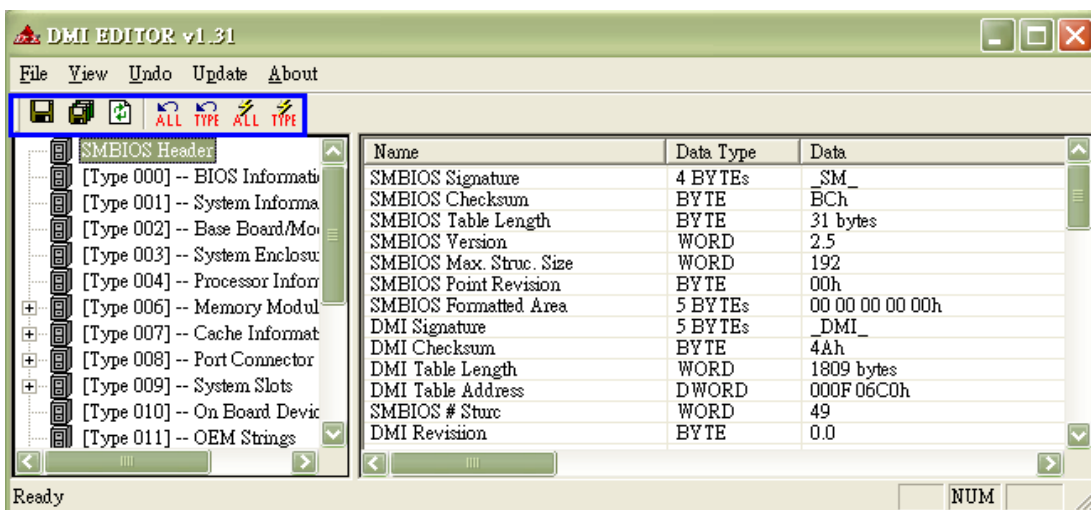 DMI EDITOR v1.31
File View Undo Update About
ALL TYPE ALL TYPE
SMBIOS Header
[Type 000] -- BIOS Informati
[Type 001] -- System Informa
[Type 002] -- Base Board/Mo
[Type 003] -- System Enclosu
[Type 004] -- Processor Inform
[Type 006] -- Memory Modul
[Type 007] -- Cache Informat
[Type 008] -- Port Connector
[Type 009] -- System Slots
[Type 010] -- On Board Devic
[Type 011] -- OEM Strings
Name Data Type Data
SMBIOS Signature 4 BYTEs _SM_
SMBIOS Checksum BYTE BCh
SMBIOS Table Length BYTE 31 bytes
SMBIOS Version WORD 2.5
SMBIOS Max. Struc. Size WORD 192
SMBIOS Point Revision BYTE 00h
SMBIOS Formatted Area 5 BYTEs 00 00 00 00 00h
DMI Signature 5 BYTEs _DMI_
DMI Checksum BYTE 4Ah
DMI Table Length WORD 1809 bytes
DMI Table Address DWORD 000F 06C0h
SMBIOS # Sturc WORD 49
DMI Revisiion BYTE 0.0
Ready NUM